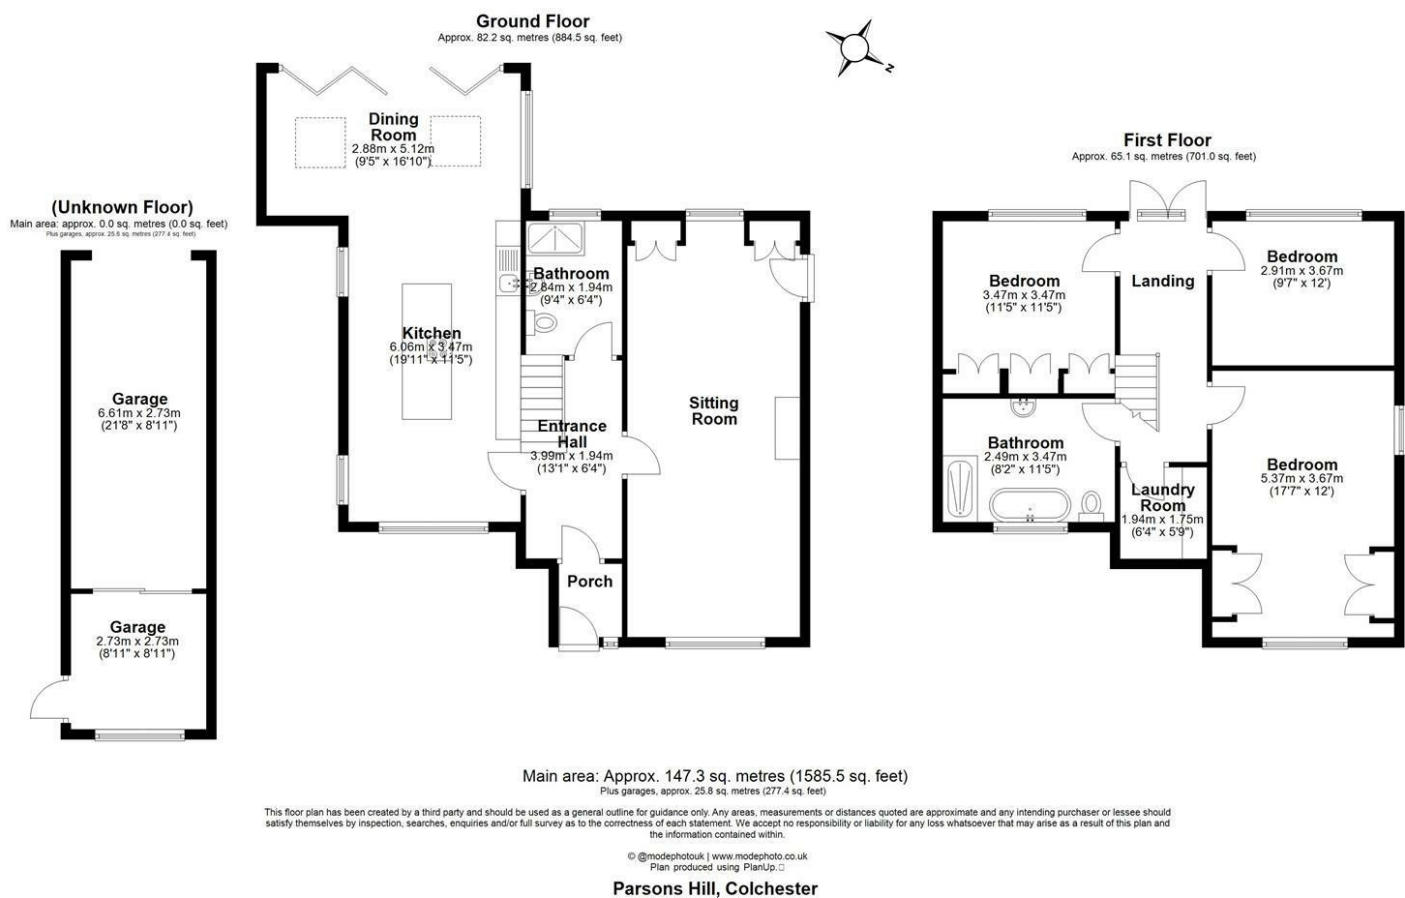 Ground Floor
Approx. 82.2 sq. metres (884.5 sq. feet)
N
Dining
Room
2.88m x 5.12m
(9'5" x 16'10")
First Floor
Approx. 65.1 sq. metres (701.0 sq. feet)
(Unknown Floor)
Main area: approx. 0.0 sq. metres (0.0 sq. feet)
Plus garages, approx. 25.8 sq. metres (277.4 sq. feet)
Bathroom
2.84m x 1.94m
(9'4" x 6'4")
Kitchen
6.06m x 3.47m
(19'11" x 11'5")
Sitting
Room
Entrance
Hall
3.99m x 1.94m
(13'1" x 6'4")
Porch
Garage
6.61m x 2.73m
(21'8" x 8'11")
Garage
2.73m x 2.73m
(8'11" x 8'11")
Bedroom
3.47m x 3.47m
(11'5" x 11'5")
Landing
Bedroom
2.91m x 3.67m
(9'7" x 12')
Bathroom
2.49m x 3.47m
(8'2" x 11'5")
Laundry
Room
1.94m x 1.75m
(6'4" x 5'9")
Bedroom
5.37m x 3.67m
(17'7" x 12')
Main area: Approx. 147.3 sq. metres (1585.5 sq. feet)
Plus garages, approx. 25.8 sq. metres (277.4 sq. feet)
This floor plan has been created by a third party and should be used as a general outline for guidance only. Any areas, measurements or distances quoted are approximate and any intending purchaser or lessee should
satisfy themselves by inspection, searches, enquiries and/or full survey as to the correctness of each statement. We accept no responsibility or liability for any loss whatsoever that may arise as a result of this plan and
the information contained within.
© @modephotouk | www.modephoto.co.uk
Plan produced using PlanUp.
Parsons Hill, Colchester